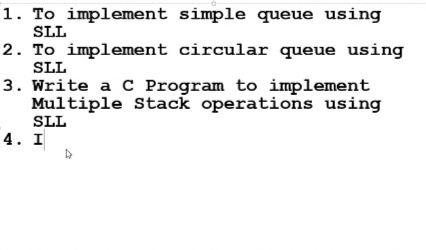 1. To implement simple queue using
SLL
2. To implement circular queue using
SLL
3. Write a C Program to implement
Multiple Stack operations using
SLL
4. I